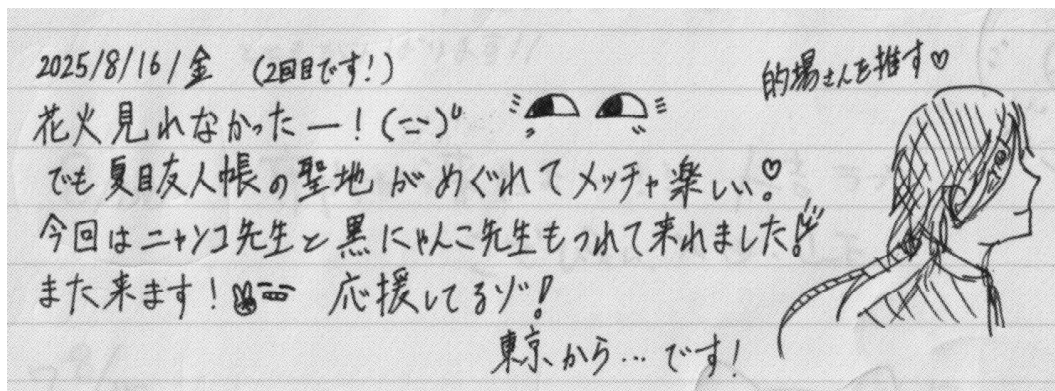 2025/8/16/金 (2回目です!)
的場さんを推す♡
花火見れなかったー!(ニニ)"
でも夏目友人帳の聖地がめぐれてメッチャ楽しい!
今回はニャンコ先生と黒にゃんこ先生もつれて来れました!
また来ます! 応援してるゾ!
東京から…です!